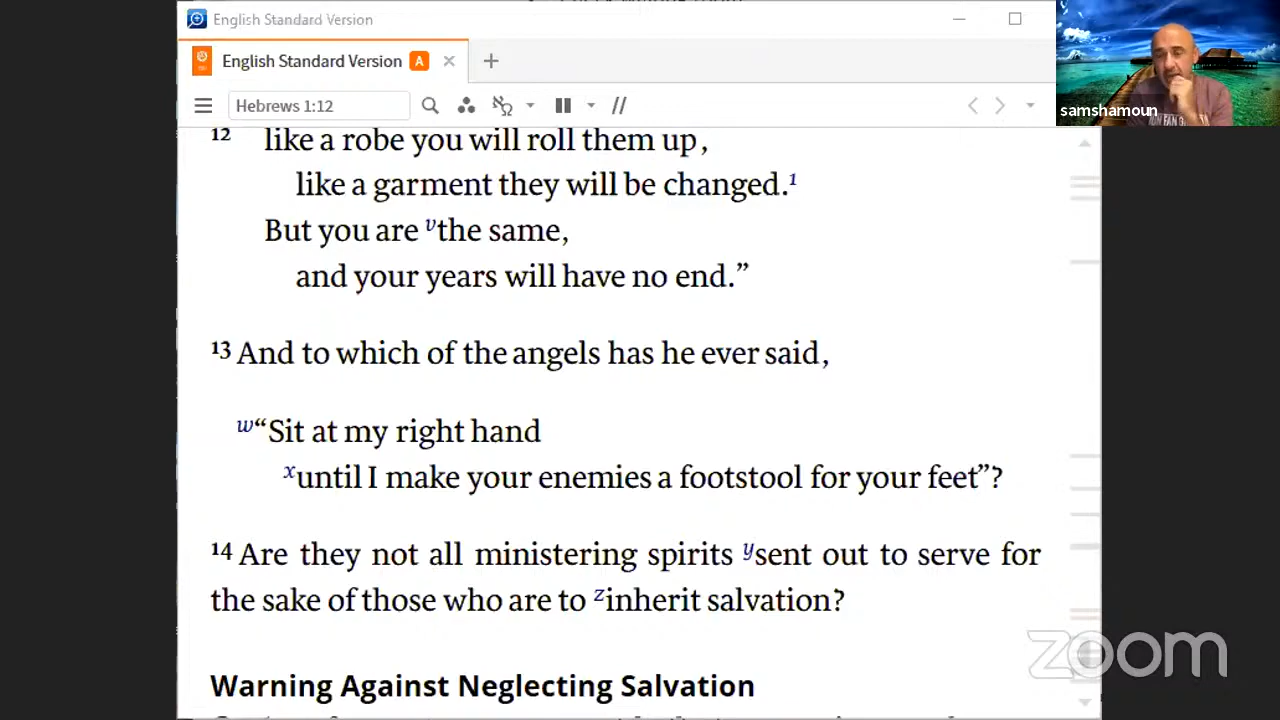 English Standard Version
English Standard Version A
Hebrews 1:12
samshamoun
12 like a robe you will roll them up,
like a garment they will be changed.1
But you are vthe same,
and your years will have no end.”
13 And to which of the angels has he ever said,
w“Sit at my right hand
xuntil I make your enemies a footstool for your feet”?
14 Are they not all ministering spirits ysent out to serve for
the sake of those who are to zinherit salvation?
zoom
Warning Against Neglecting Salvation